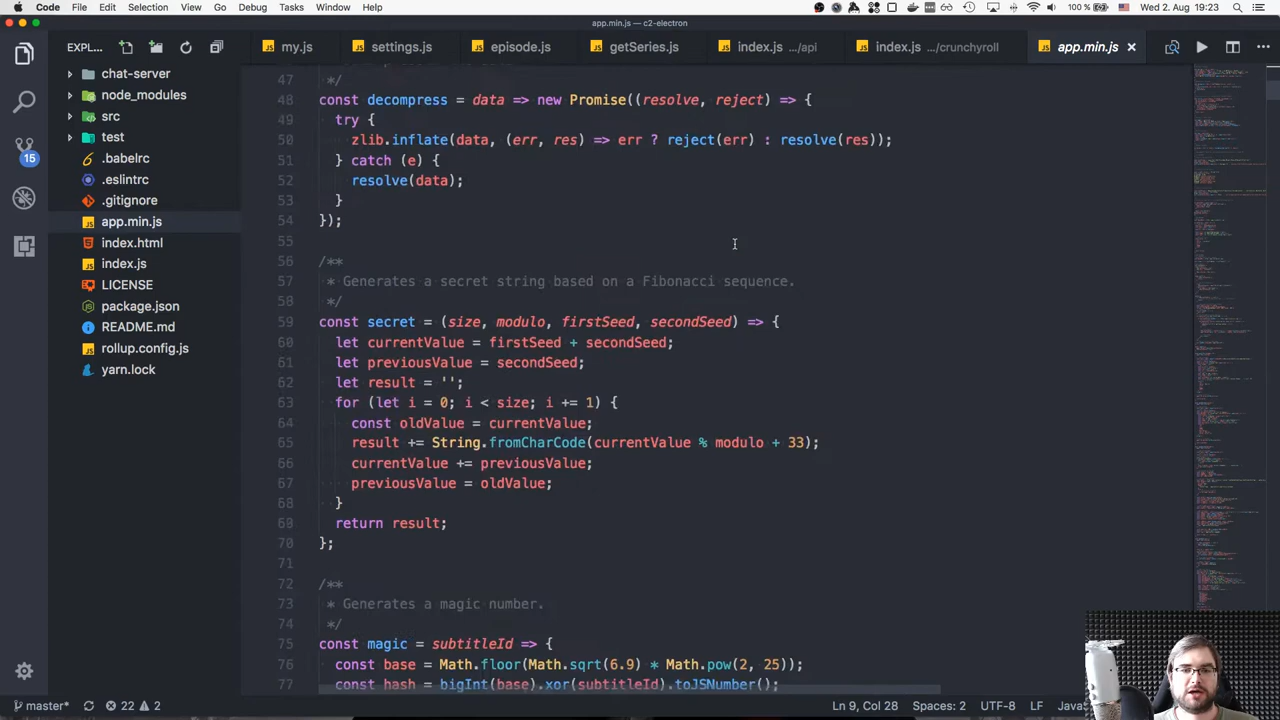 Code File Edit Selection View Go Debug Tasks Window Help 100 % Wed 2. Aug 19:23
app.min.js — c2-electron
EXPL…
my.js settings.js episode.js getSeries.js index.js …/api index.js …/crunchyroll app.min.js
chat-server
node_modules
src
test
.babelrc
.eslintrc
.gitignore
app.min.js
index.html
index.js
LICENSE
package.json
README.md
rollup.config.js
yarn.lock
15
47 */
48 const decompress = data => new Promise((resolve, reject) => {
49 try {
50 zlib.inflate(data, (err, res) => err ? reject(err) : resolve(res));
51 } catch (e) {
52 resolve(data);
53
54 });
55
56 /**
57 * Generates secret string based on a Fibonacci sequence.
58 */
59 const secret = (size, modulo, firstSeed, secondSeed) => {
60 let currentValue = firstSeed + secondSeed;
61 let previousValue = secondSeed;
62 let result = '';
63 for (let i = 0; i < size; i += 1) {
64 const oldValue = currentValue;
65 result += String.fromCharCode(currentValue % modulo + 33);
66 currentValue += previousValue;
67 previousValue = oldValue;
68 }
69 return result;
70 };
71
72 /**
73 * Generates a magic number.
74 */
75 const magic = subtitleId => {
76 const base = Math.floor(Math.sqrt(6.9) * Math.pow(2, 25));
77 const hash = bigInt(base).xor(subtitleId).toJSNumber();
master* 22 2 Ln 9, Col 28 Spaces: 2 UTF-8 LF